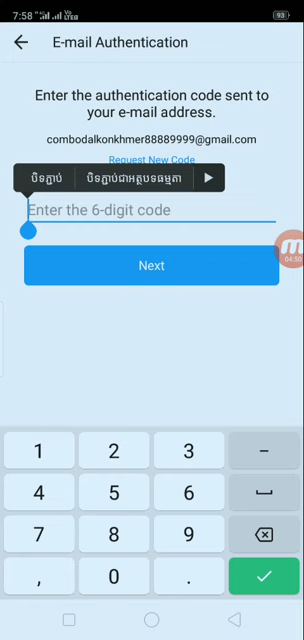 7:58
93
E-mail Authentication
Enter the authentication code sent to
your e-mail address.
combodalkonkhmer88889999@gmail.com
Request New Code
បិទភ្ជាប់ បិទភ្ជាប់ជាអត្ថបទធម្មតា
Enter the 6-digit code
Next
04:50
1 2 3 -
4 5 6
7 8 9
, 0 .